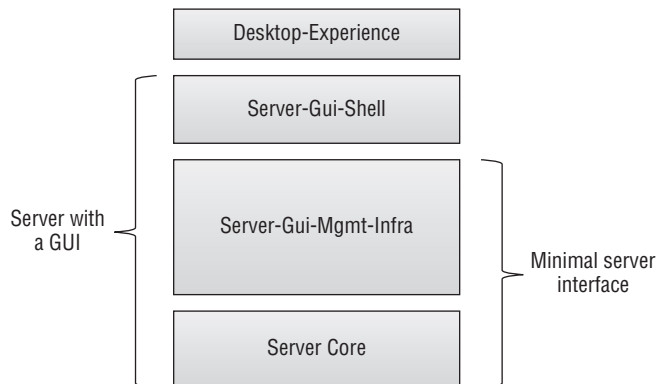 Desktop-Experience
Server-Gui-Shell
Server-Gui-Mgmt-Infra
Server with
a GUI
Minimal server
interface
Server Core